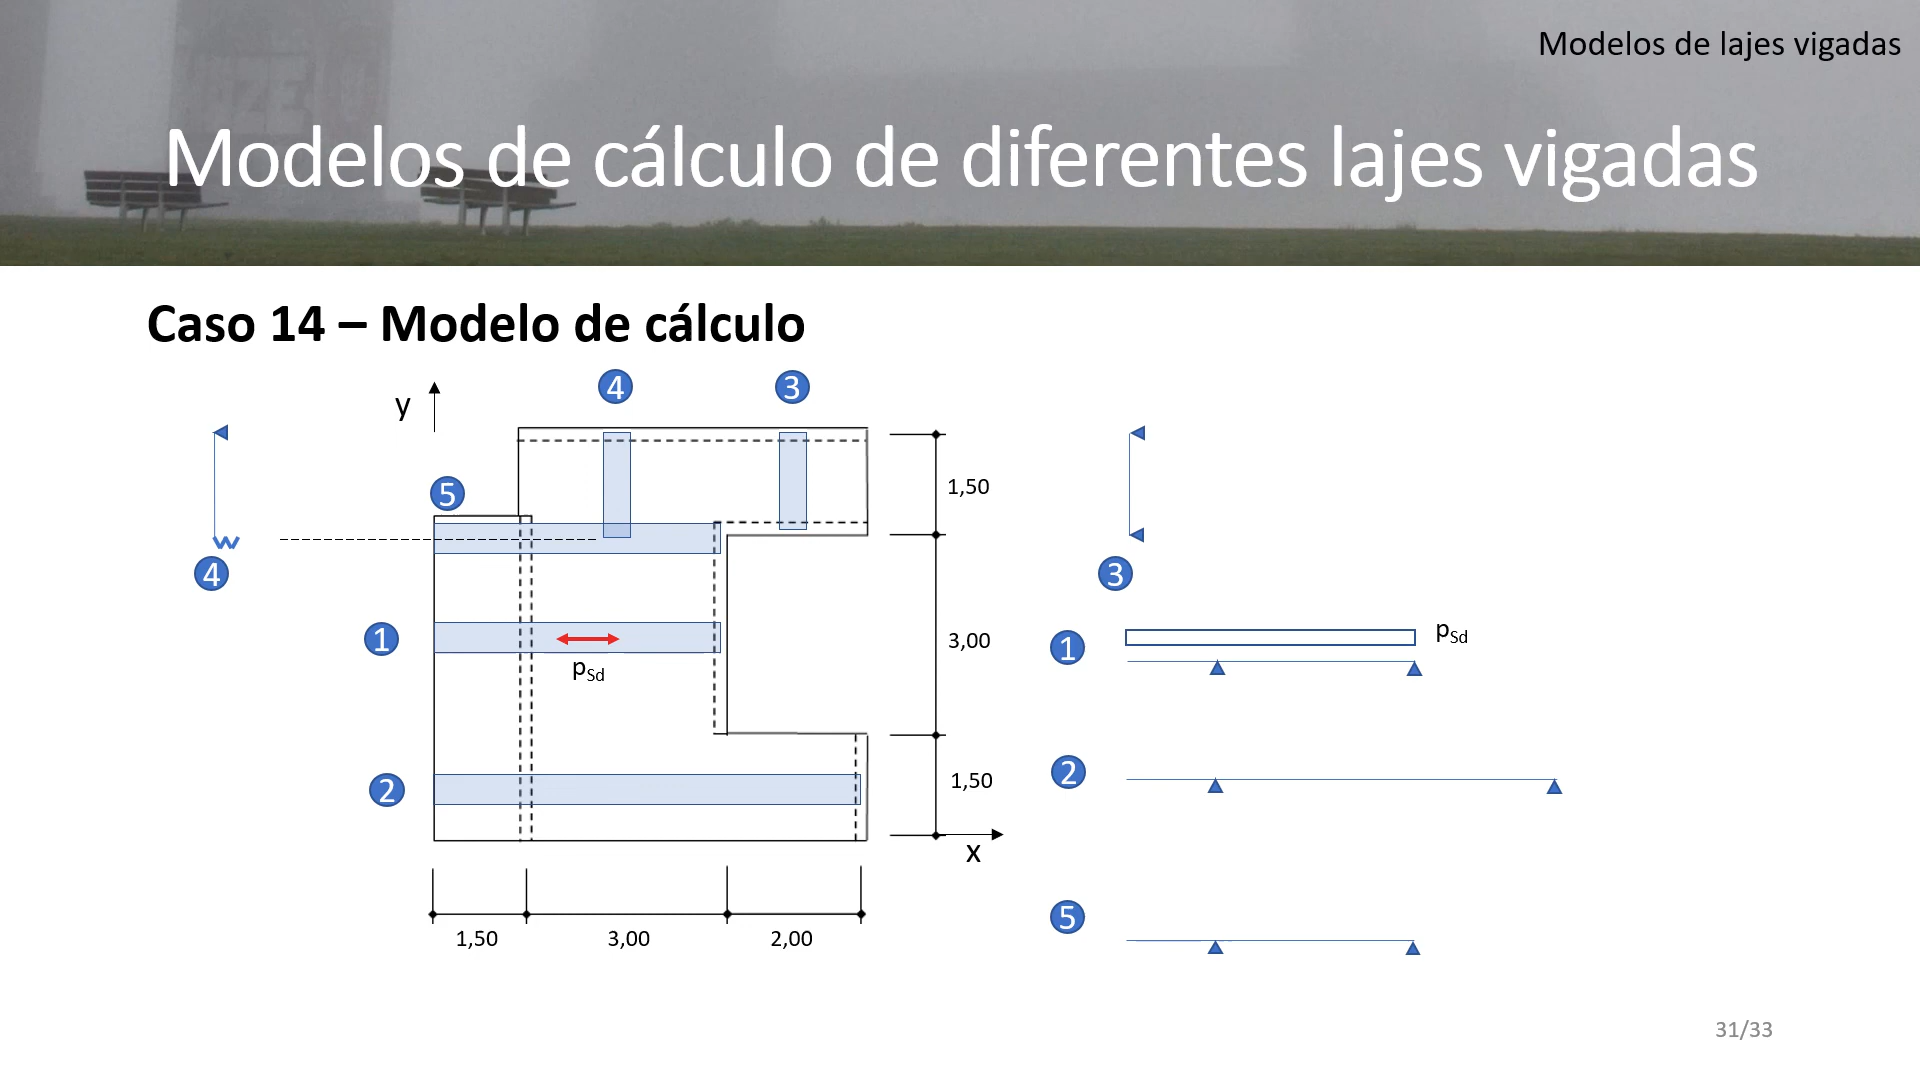 Modelos de lajes vigadas
Modelos de cálculo de diferentes lajes vigadas
Caso 14 – Modelo de cálculo
4
3
y
5
1,50
4
3
1
pSd
3,00
1
pSd
2
1,50
2
x
5
1,50
3,00
2,00
31/33